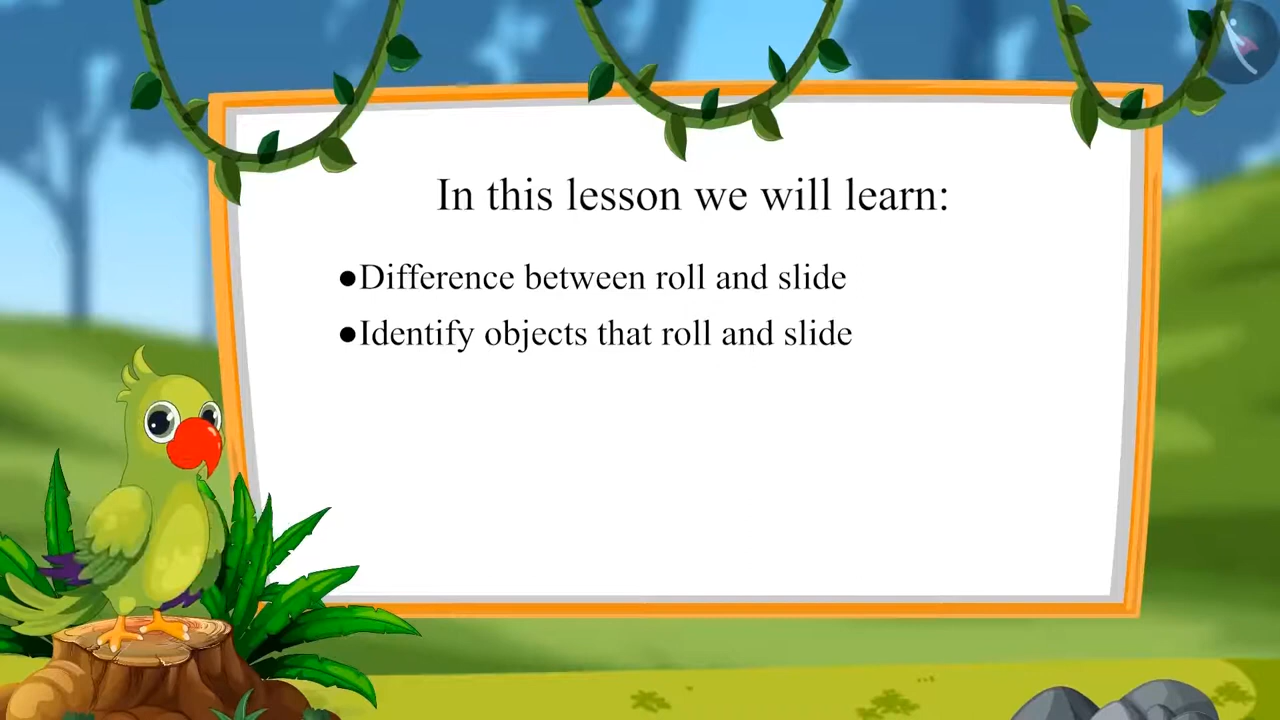 In this lesson we will learn:
●Difference between roll and slide
●Identify objects that roll and slide